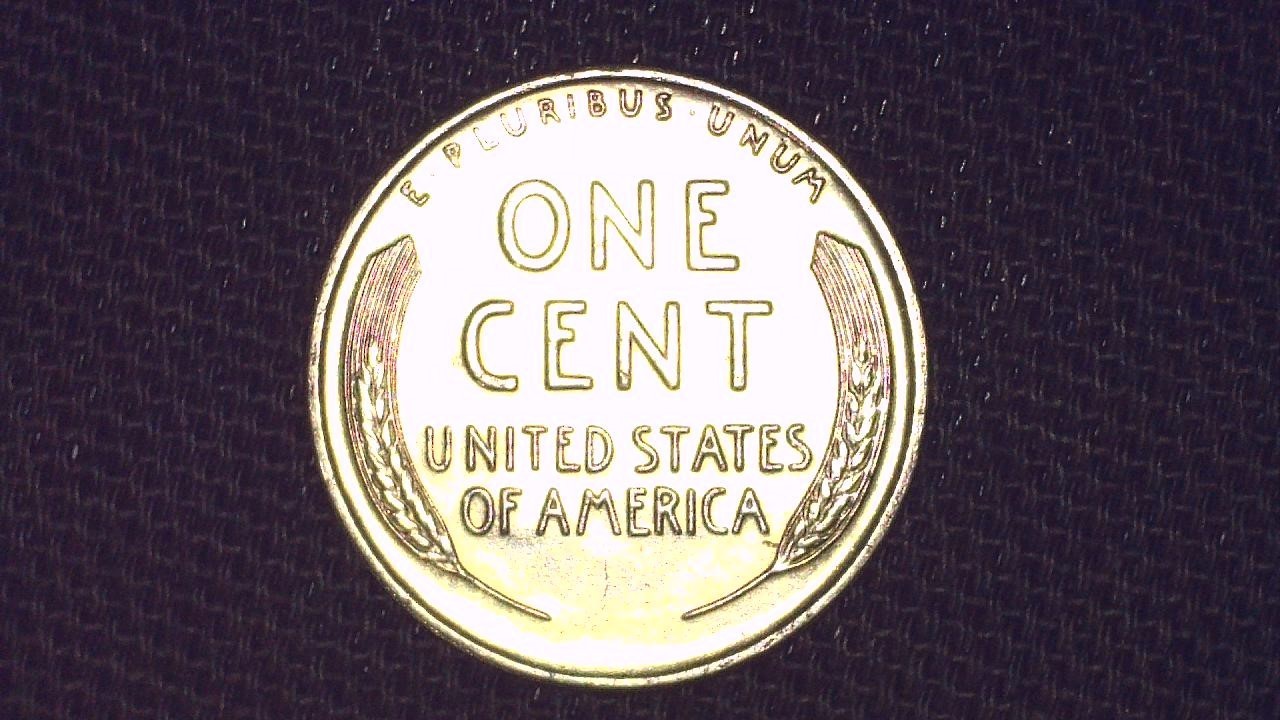 E · PLURIBUS · UNUM
ONE
CENT
UNITED STATES
OF AMERICA